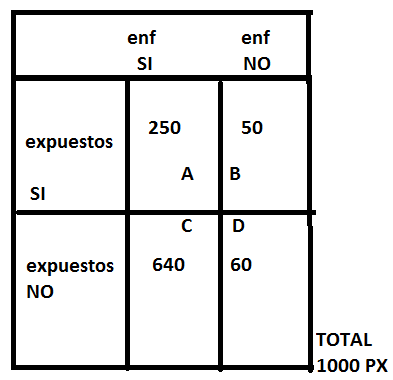 enf enf
SI NO
250 50
expuestos
A B
SI
C D
expuestos 640 60
NO
TOTAL
1000 PX